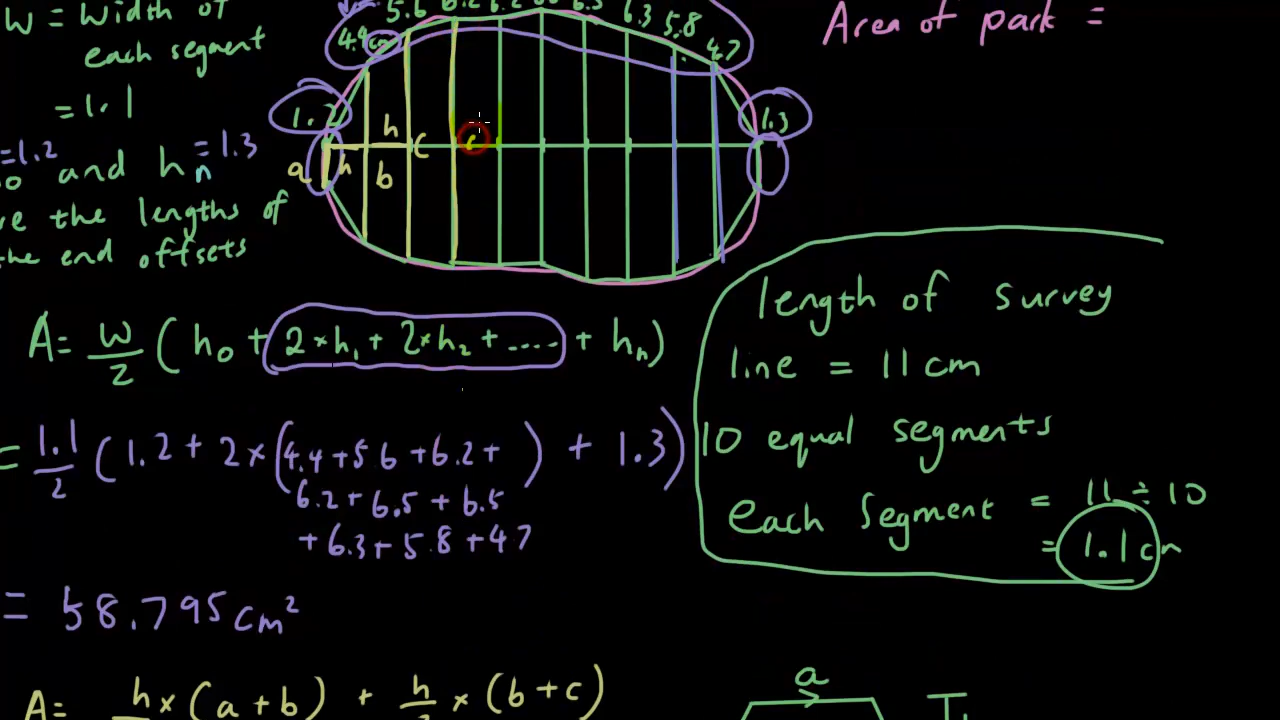 W = Width of
each segment
= 1.1
=1.2 and hn = 1.3
the lengths of
the end offsets
4.4 cm 5.6 6.2 6.2 6.5 6.3 5.8 4.7
1.2
1.3
a h h b c c
Area of park =
A = W/2 ( h0 + 2×h1 + 2×h2 + ..... + hn )
= 1.1/2 ( 1.2 + 2× ( 4.4 + 5.6 + 6.2 + ) + 1.3 )
6.2 + 6.5 + 6.5
+ 6.3 + 5.8 + 4.7
= 58.795 cm²
length of survey
line = 11 cm
10 equal segments
each segment = 11 ÷ 10
= 1.1 cm
A = h × (a + b) + h × (b + c)
a